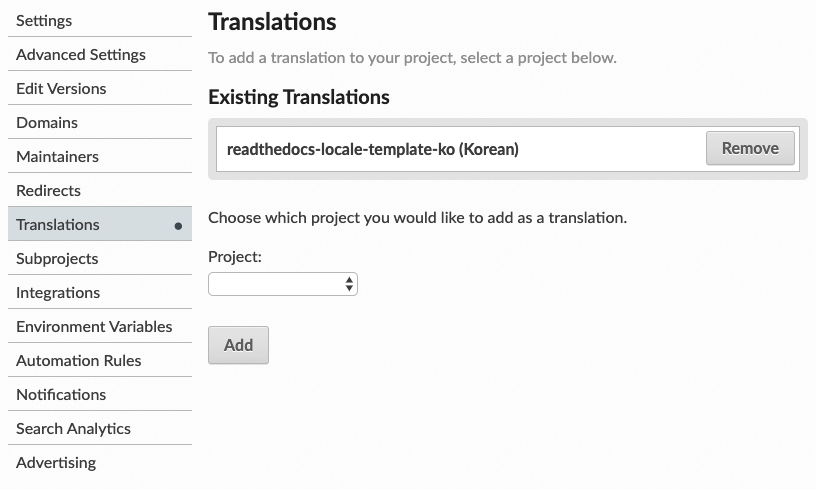 Settings
Advanced Settings
Edit Versions
Domains
Maintainers
Redirects
Translations
Subprojects
Integrations
Environment Variables
Automation Rules
Notifications
Search Analytics
Advertising
Translations
To add a translation to your project, select a project below.
Existing Translations
readthedocs-locale-template-ko (Korean)
Remove
Choose which project you would like to add as a translation.
Project:
Add